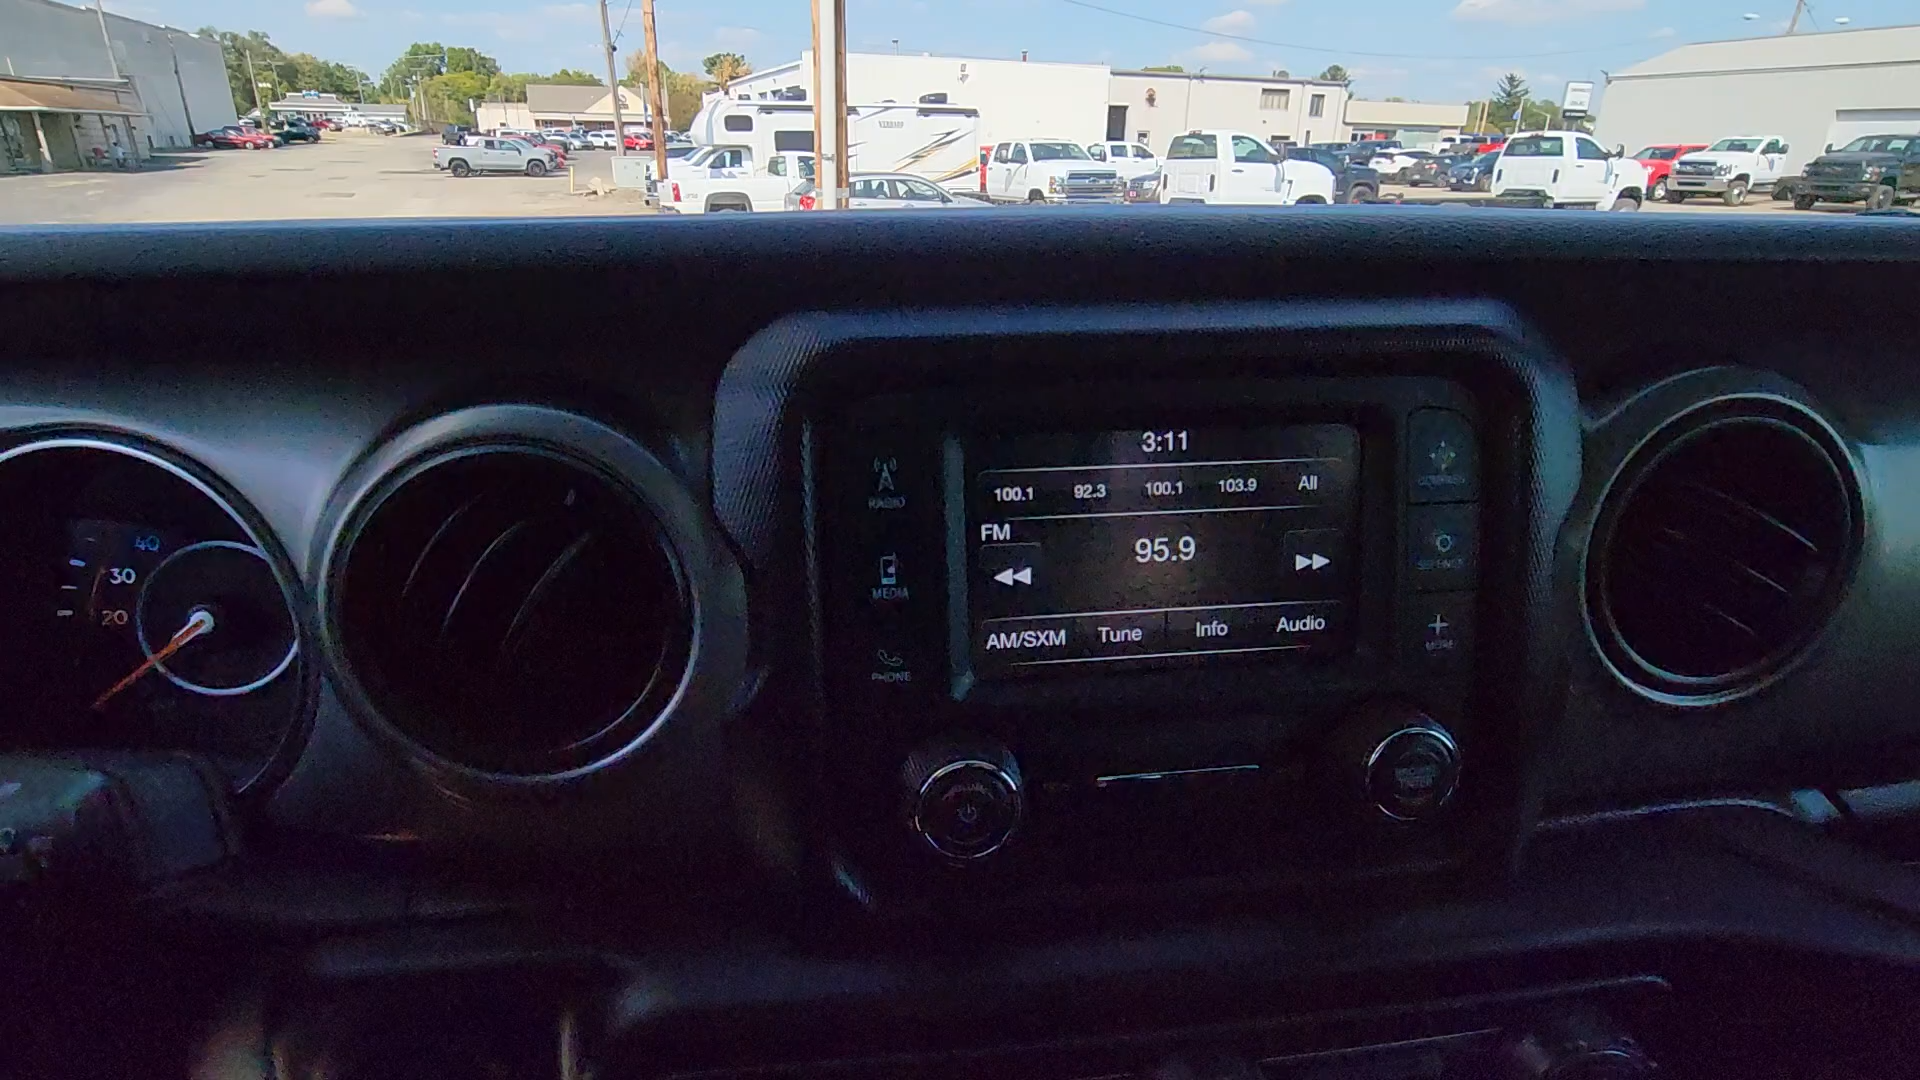 3:11
100.1 92.3 100.1 103.9 All
FM
95.9
AM/SXM Tune Info Audio
RADIO
MEDIA
PHONE
MORE
40
30
20